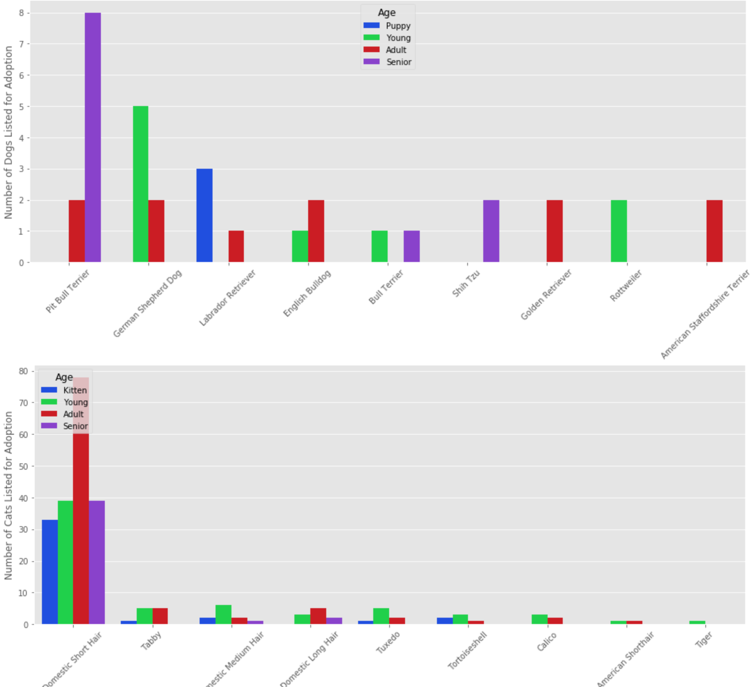 Number of Dogs Listed for Adoption
8
7
6
5
4
3
2
1
0
Age
Puppy
Young
Adult
Senior
Pit Bull Terrier
German Shepherd Dog
Labrador Retriever
English Bulldog
Bull Terrier
Shih Tzu
Golden Retriever
Rottweiler
American Staffordshire Terrier
Number of Cats Listed for Adoption
80
70
60
50
40
30
20
10
0
Age
Kitten
Young
Adult
Senior
Domestic Short Hair
Tabby
mestic Medium Hair
Domestic Long Hair
Tuxedo
Tortoiseshell
Calico
American Shorthair
Tiger